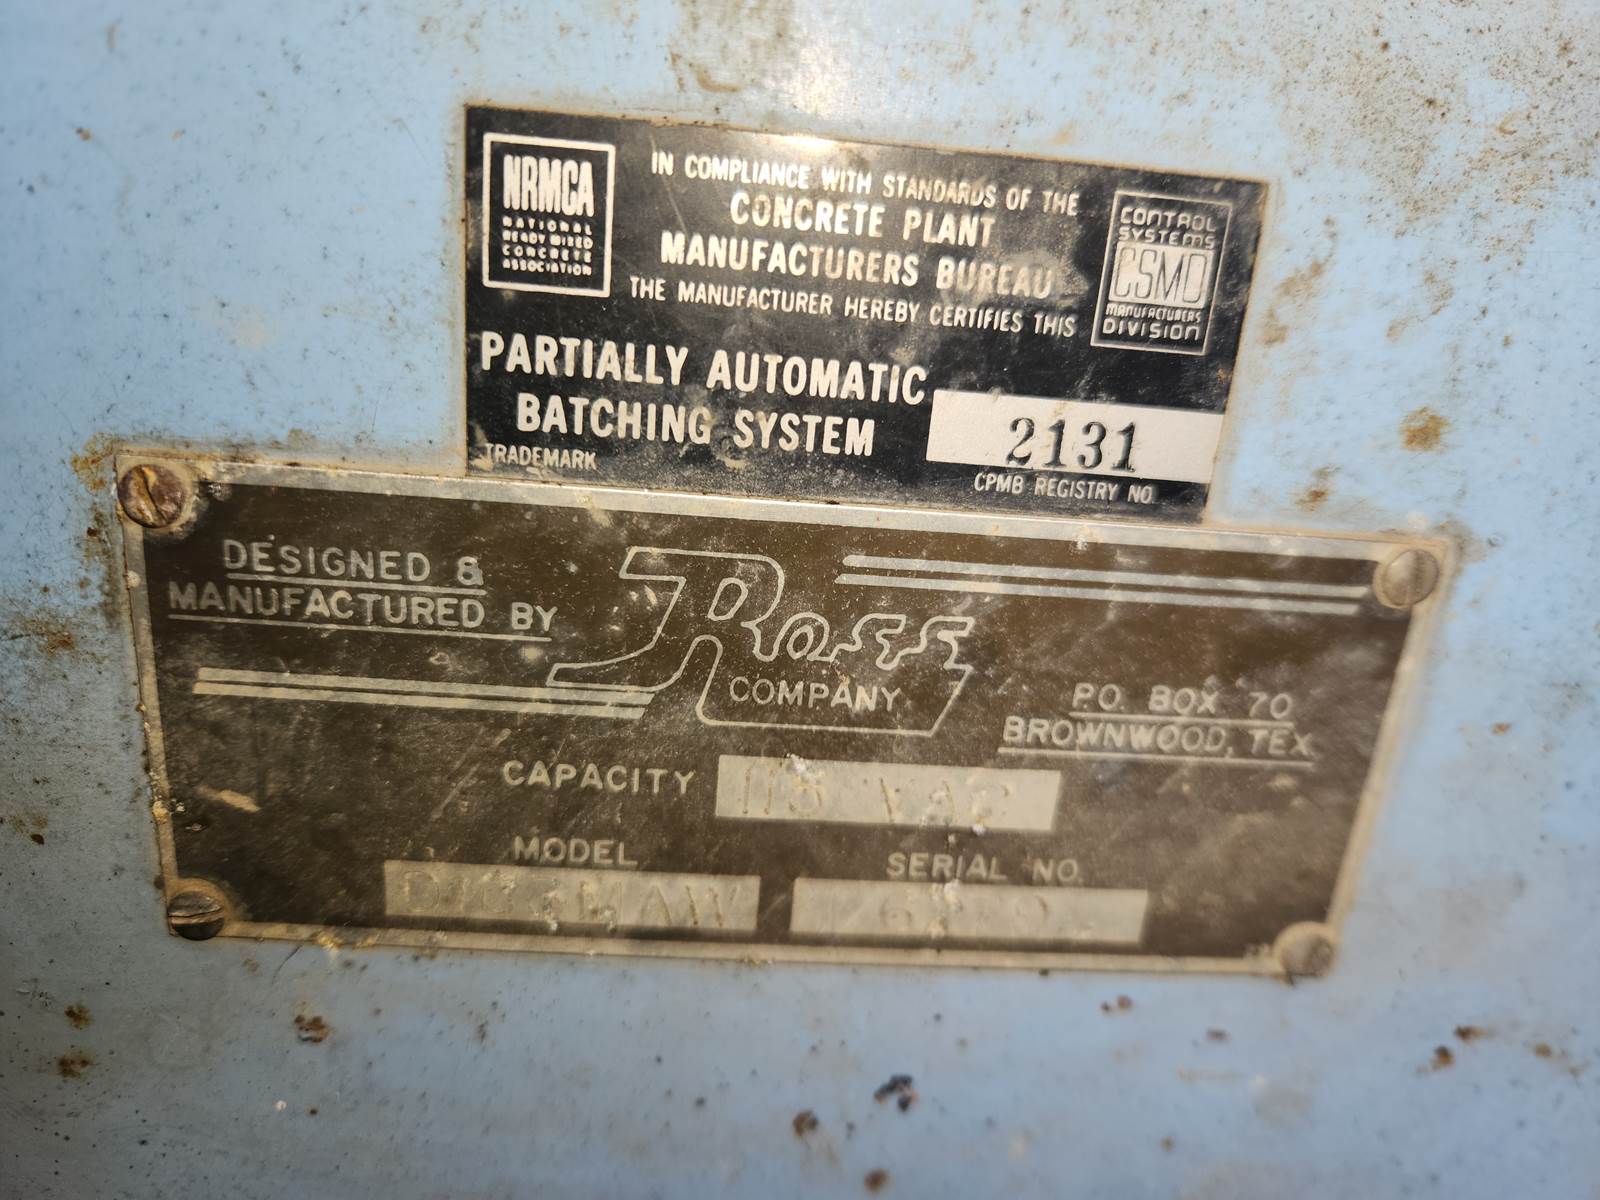 NRMCA
NATIONAL
READY MIXED
CONCRETE
ASSOCIATION
IN COMPLIANCE WITH STANDARDS OF THE
CONCRETE PLANT
MANUFACTURERS BUREAU
THE MANUFACTURER HEREBY CERTIFIES THIS
CONTROL
SYSTEMS
CSMD
MANUFACTURERS
DIVISION
PARTIALLY AUTOMATIC
BATCHING SYSTEM
TRADEMARK
2131
CPMB REGISTRY NO.
DESIGNED &
MANUFACTURED BY
Ross
COMPANY
P.O. BOX 70
BROWNWOOD, TEX
CAPACITY 115 VAC
MODEL
SERIAL NO.